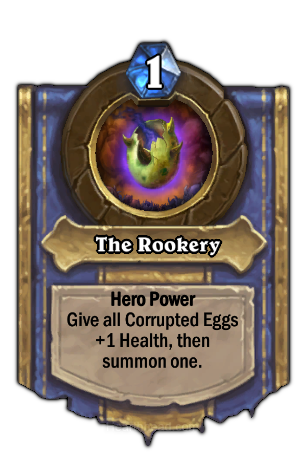 1
The Rookery
Hero Power
Give all Corrupted Eggs
+1 Health, then
summon one.